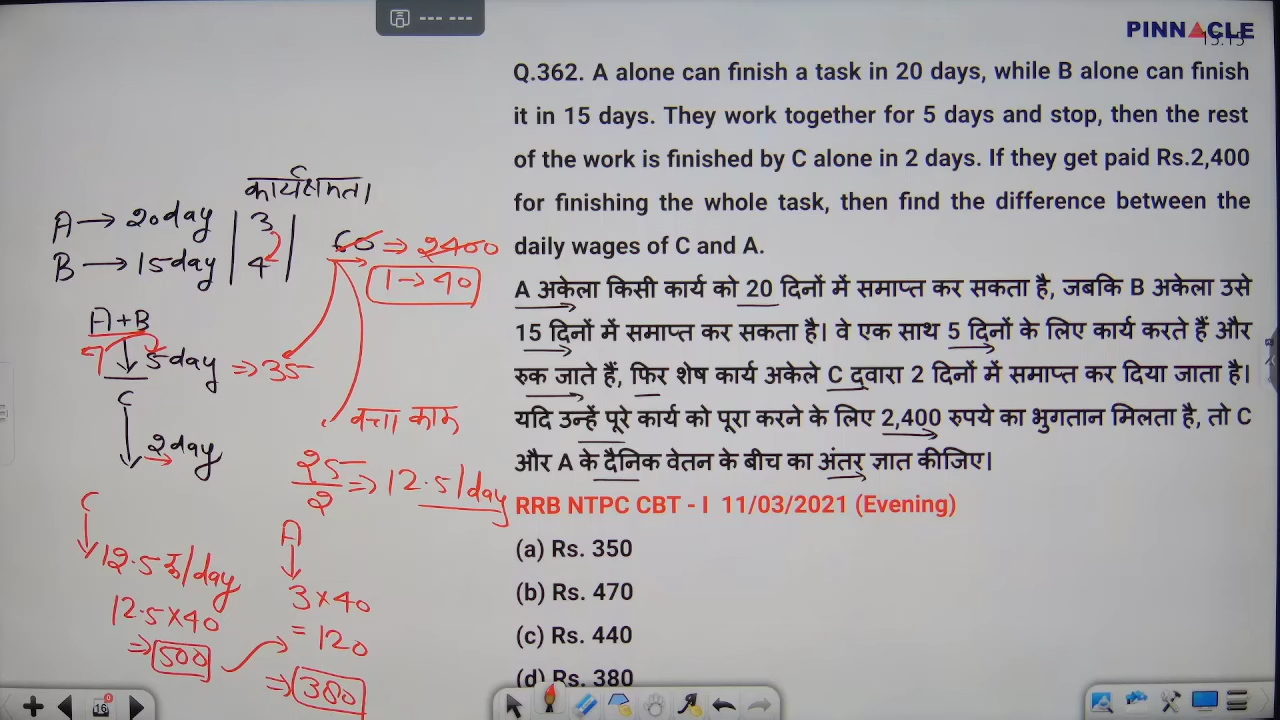 PINNACLE
15:15
Q.362. A alone can finish a task in 20 days, while B alone can finish
it in 15 days. They work together for 5 days and stop, then the rest
of the work is finished by C alone in 2 days. If they get paid Rs.2,400
for finishing the whole task, then find the difference between the
daily wages of C and A.
A अकेला किसी कार्य को 20 दिनों में समाप्त कर सकता है, जबकि B अकेला उसे
15 दिनों में समाप्त कर सकता है। वे एक साथ 5 दिनों के लिए कार्य करते हैं और
रुक जाते हैं, फिर शेष कार्य अकेले C द्वारा 2 दिनों में समाप्त कर दिया जाता है।
यदि उन्हें पूरे कार्य को पूरा करने के लिए 2,400 रुपये का भुगतान मिलता है, तो C
और A के दैनिक वेतन के बीच का अंतर ज्ञात कीजिए।
RRB NTPC CBT - I 11/03/2021 (Evening)
(a) Rs. 350
(b) Rs. 470
(c) Rs. 440
(d) Rs. 380
कार्यक्षमता
A → 20day | 3 |
B → 15day | 4 |
60 ⇒ 2400
1 → 40
A+B
7
5day ⇒ 35
C
2day
काम
25/2 ⇒ 12.5/day
C
12.5 /day
12.5×40
⇒ 500
A
3×40
= 120
⇒ 380
16